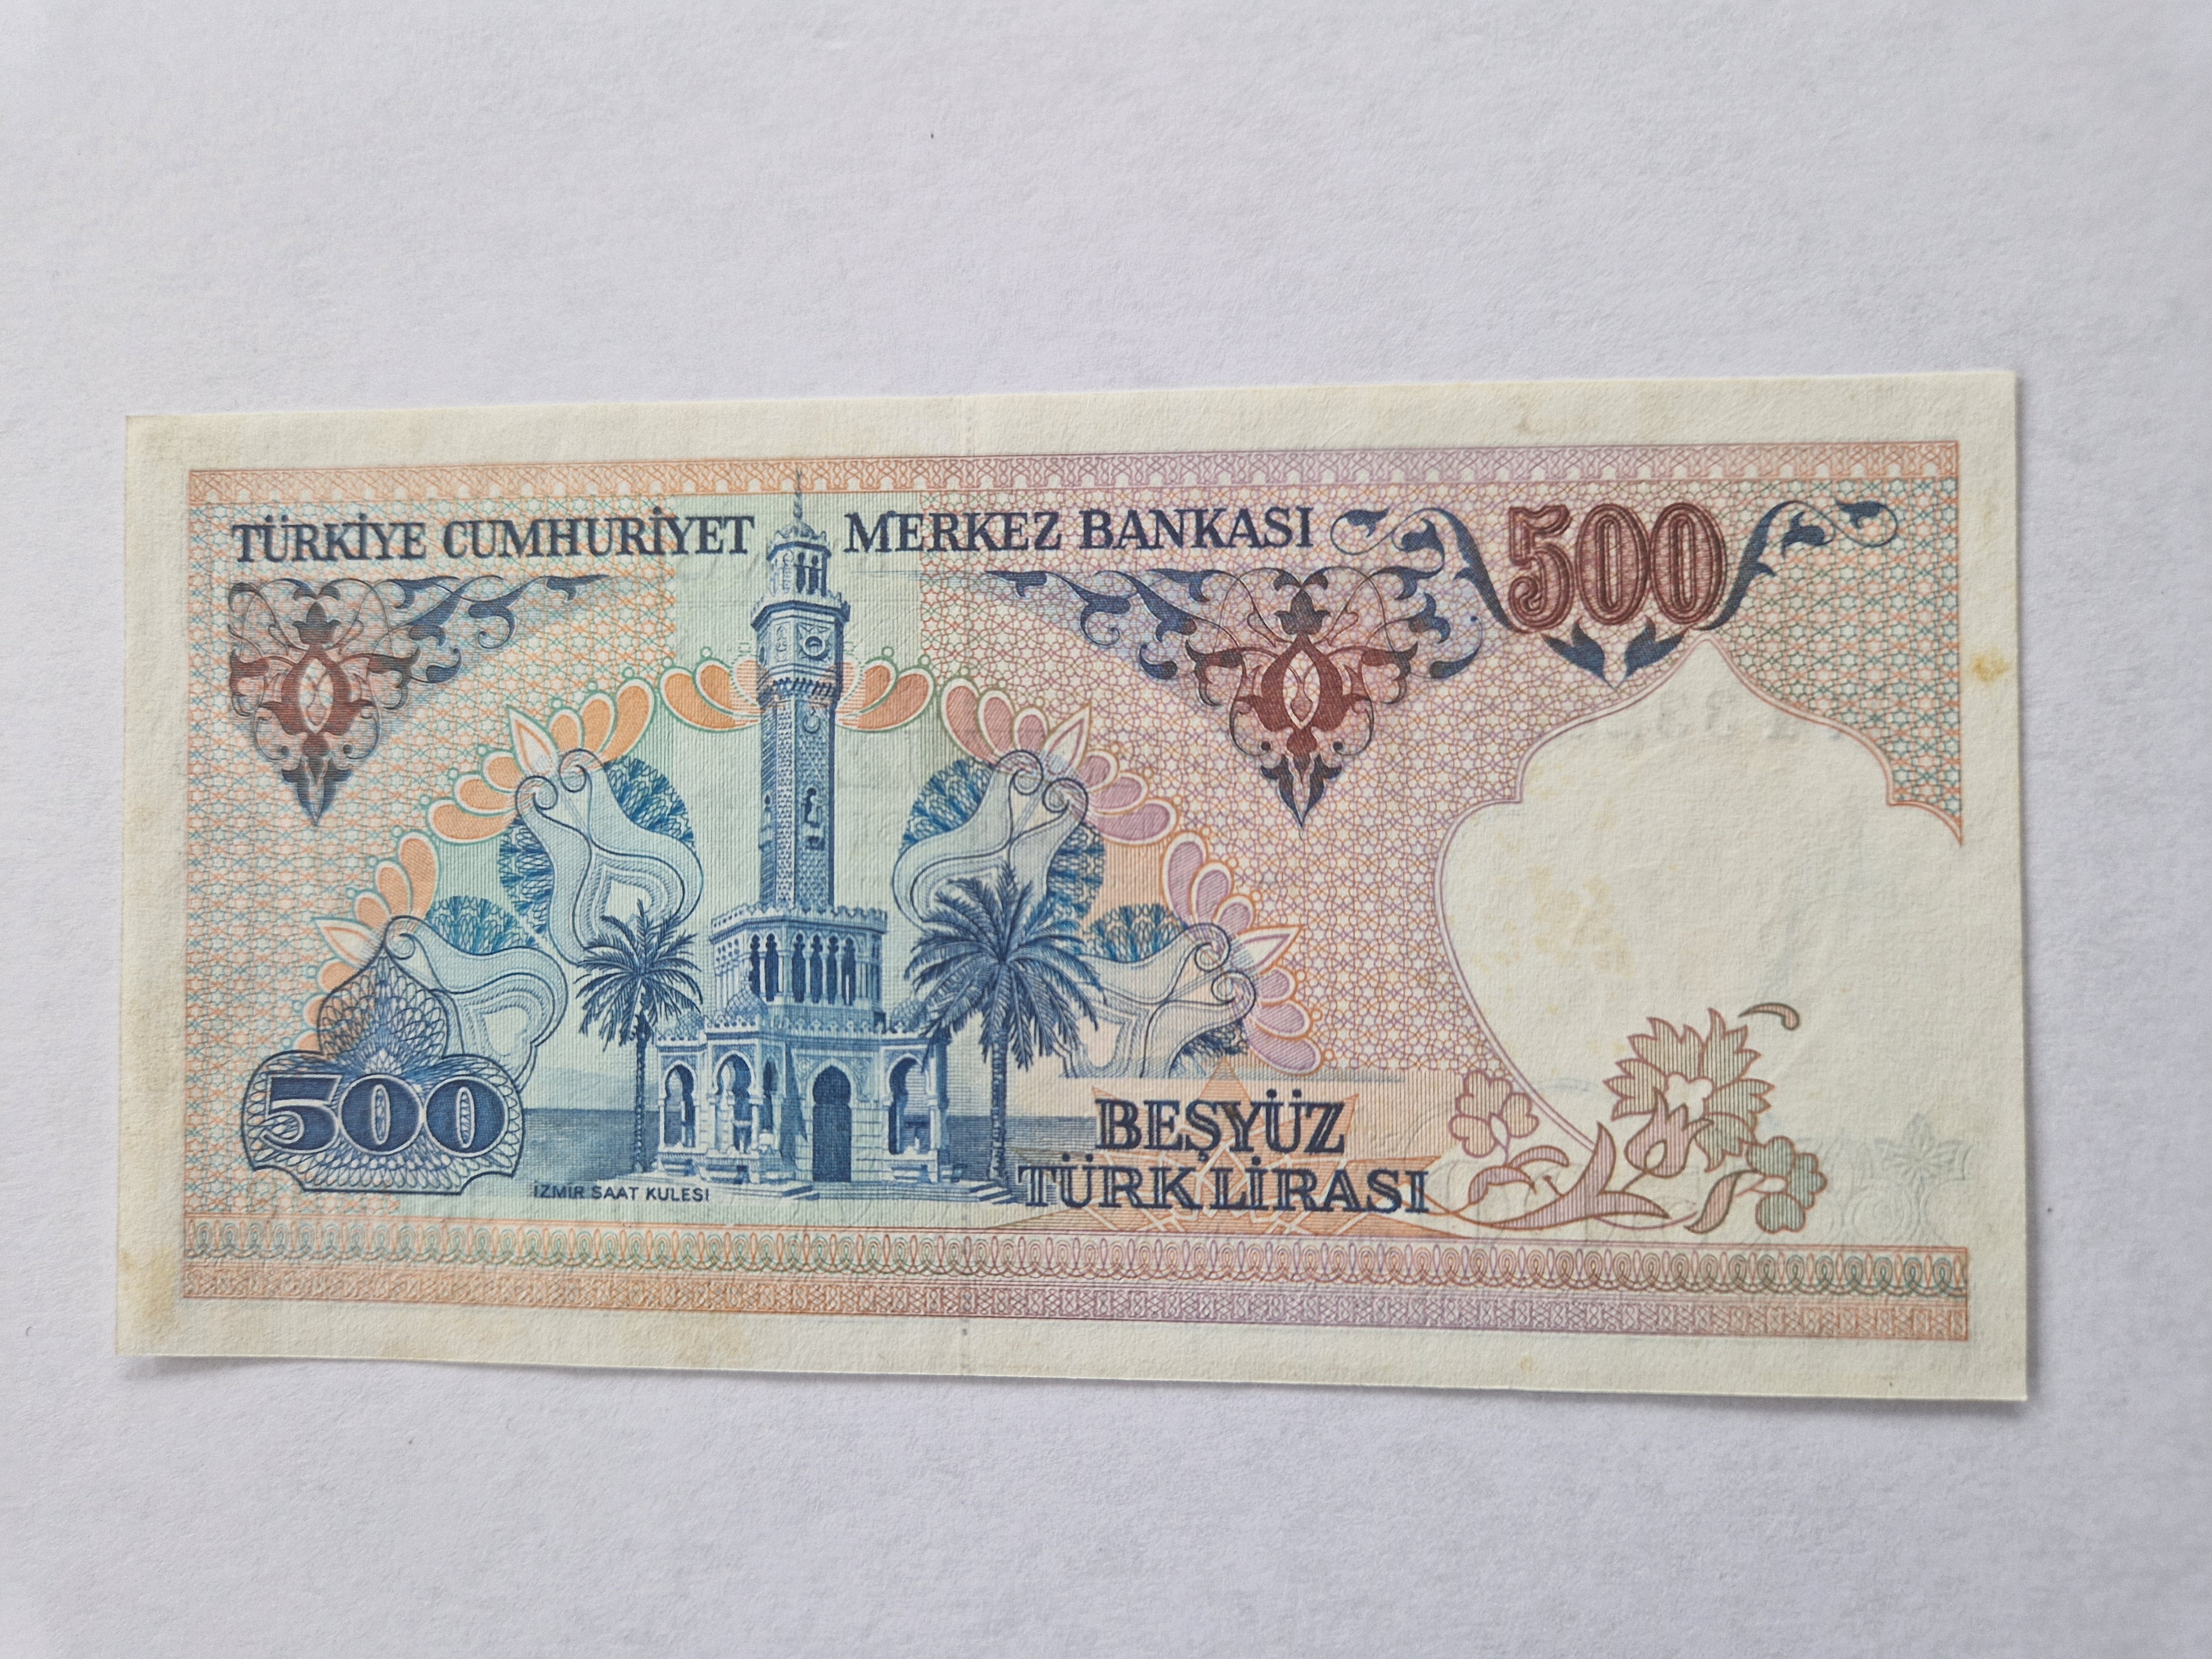 TÜRKİYE CUMHURİYET MERKEZ BANKASI
500
500
İZMİR SAAT KULESİ
BEŞYÜZ
TÜRK LİRASI